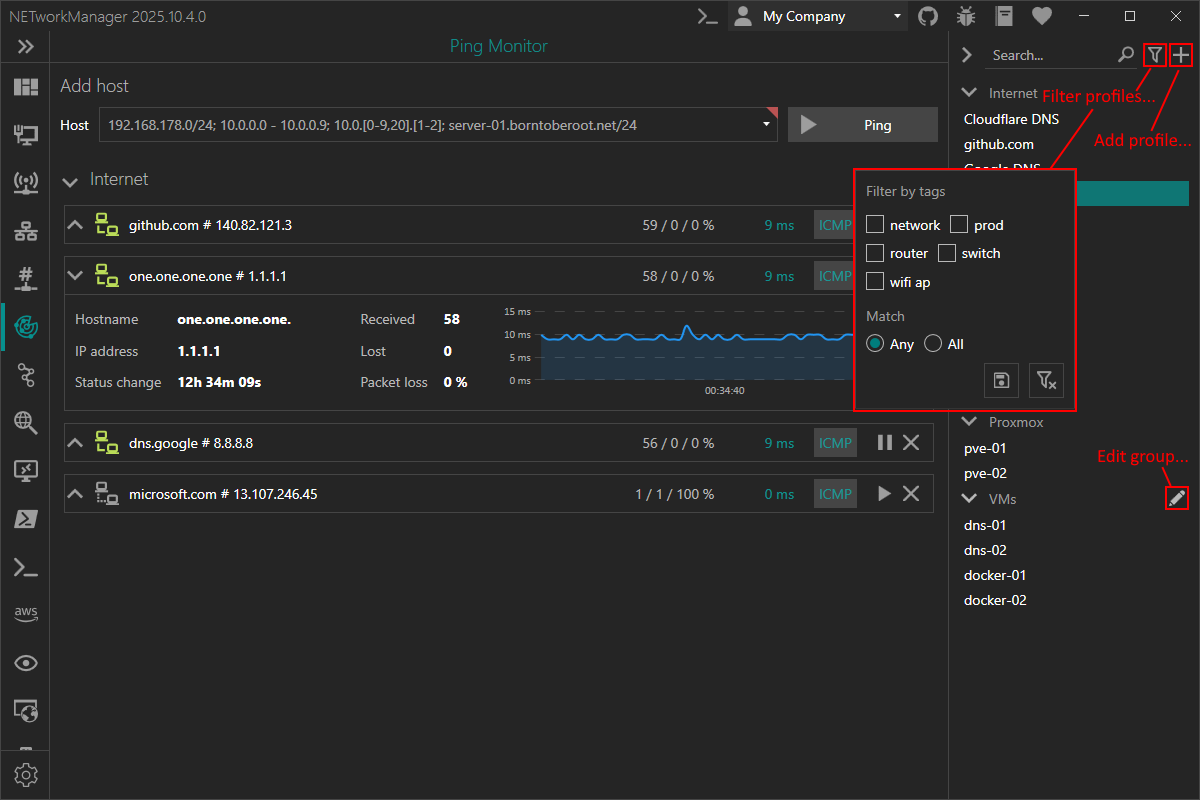 NETworkManager 2025.10.4.0
My Company
Ping Monitor
Add host
Host
192.168.178.0/24; 10.0.0.0 - 10.0.0.9; 10.0.[0-9,20].[1-2]; server-01.borntoberoot.net/24
Ping
Internet
github.com # 140.82.121.3
59 / 0 / 0 %
9 ms
ICMP
one.one.one.one # 1.1.1.1
58 / 0 / 0 %
9 ms
ICMP
Hostname
one.one.one.one.
Received
58
IP address
1.1.1.1
Lost
0
Status change
12h 34m 09s
Packet loss
0 %
15 ms
10 ms
5 ms
0 ms
00:34:40
dns.google # 8.8.8.8
56 / 0 / 0 %
9 ms
ICMP
microsoft.com # 13.107.246.45
1 / 1 / 100 %
0 ms
ICMP
aws
Search...
Filter profiles...
Add profile...
Internet
Cloudflare DNS
github.com
Google DNS
Filter by tags
network
prod
router
switch
wifi ap
Match
Any
All
Proxmox
pve-01
pve-02
Edit group...
VMs
dns-01
dns-02
docker-01
docker-02